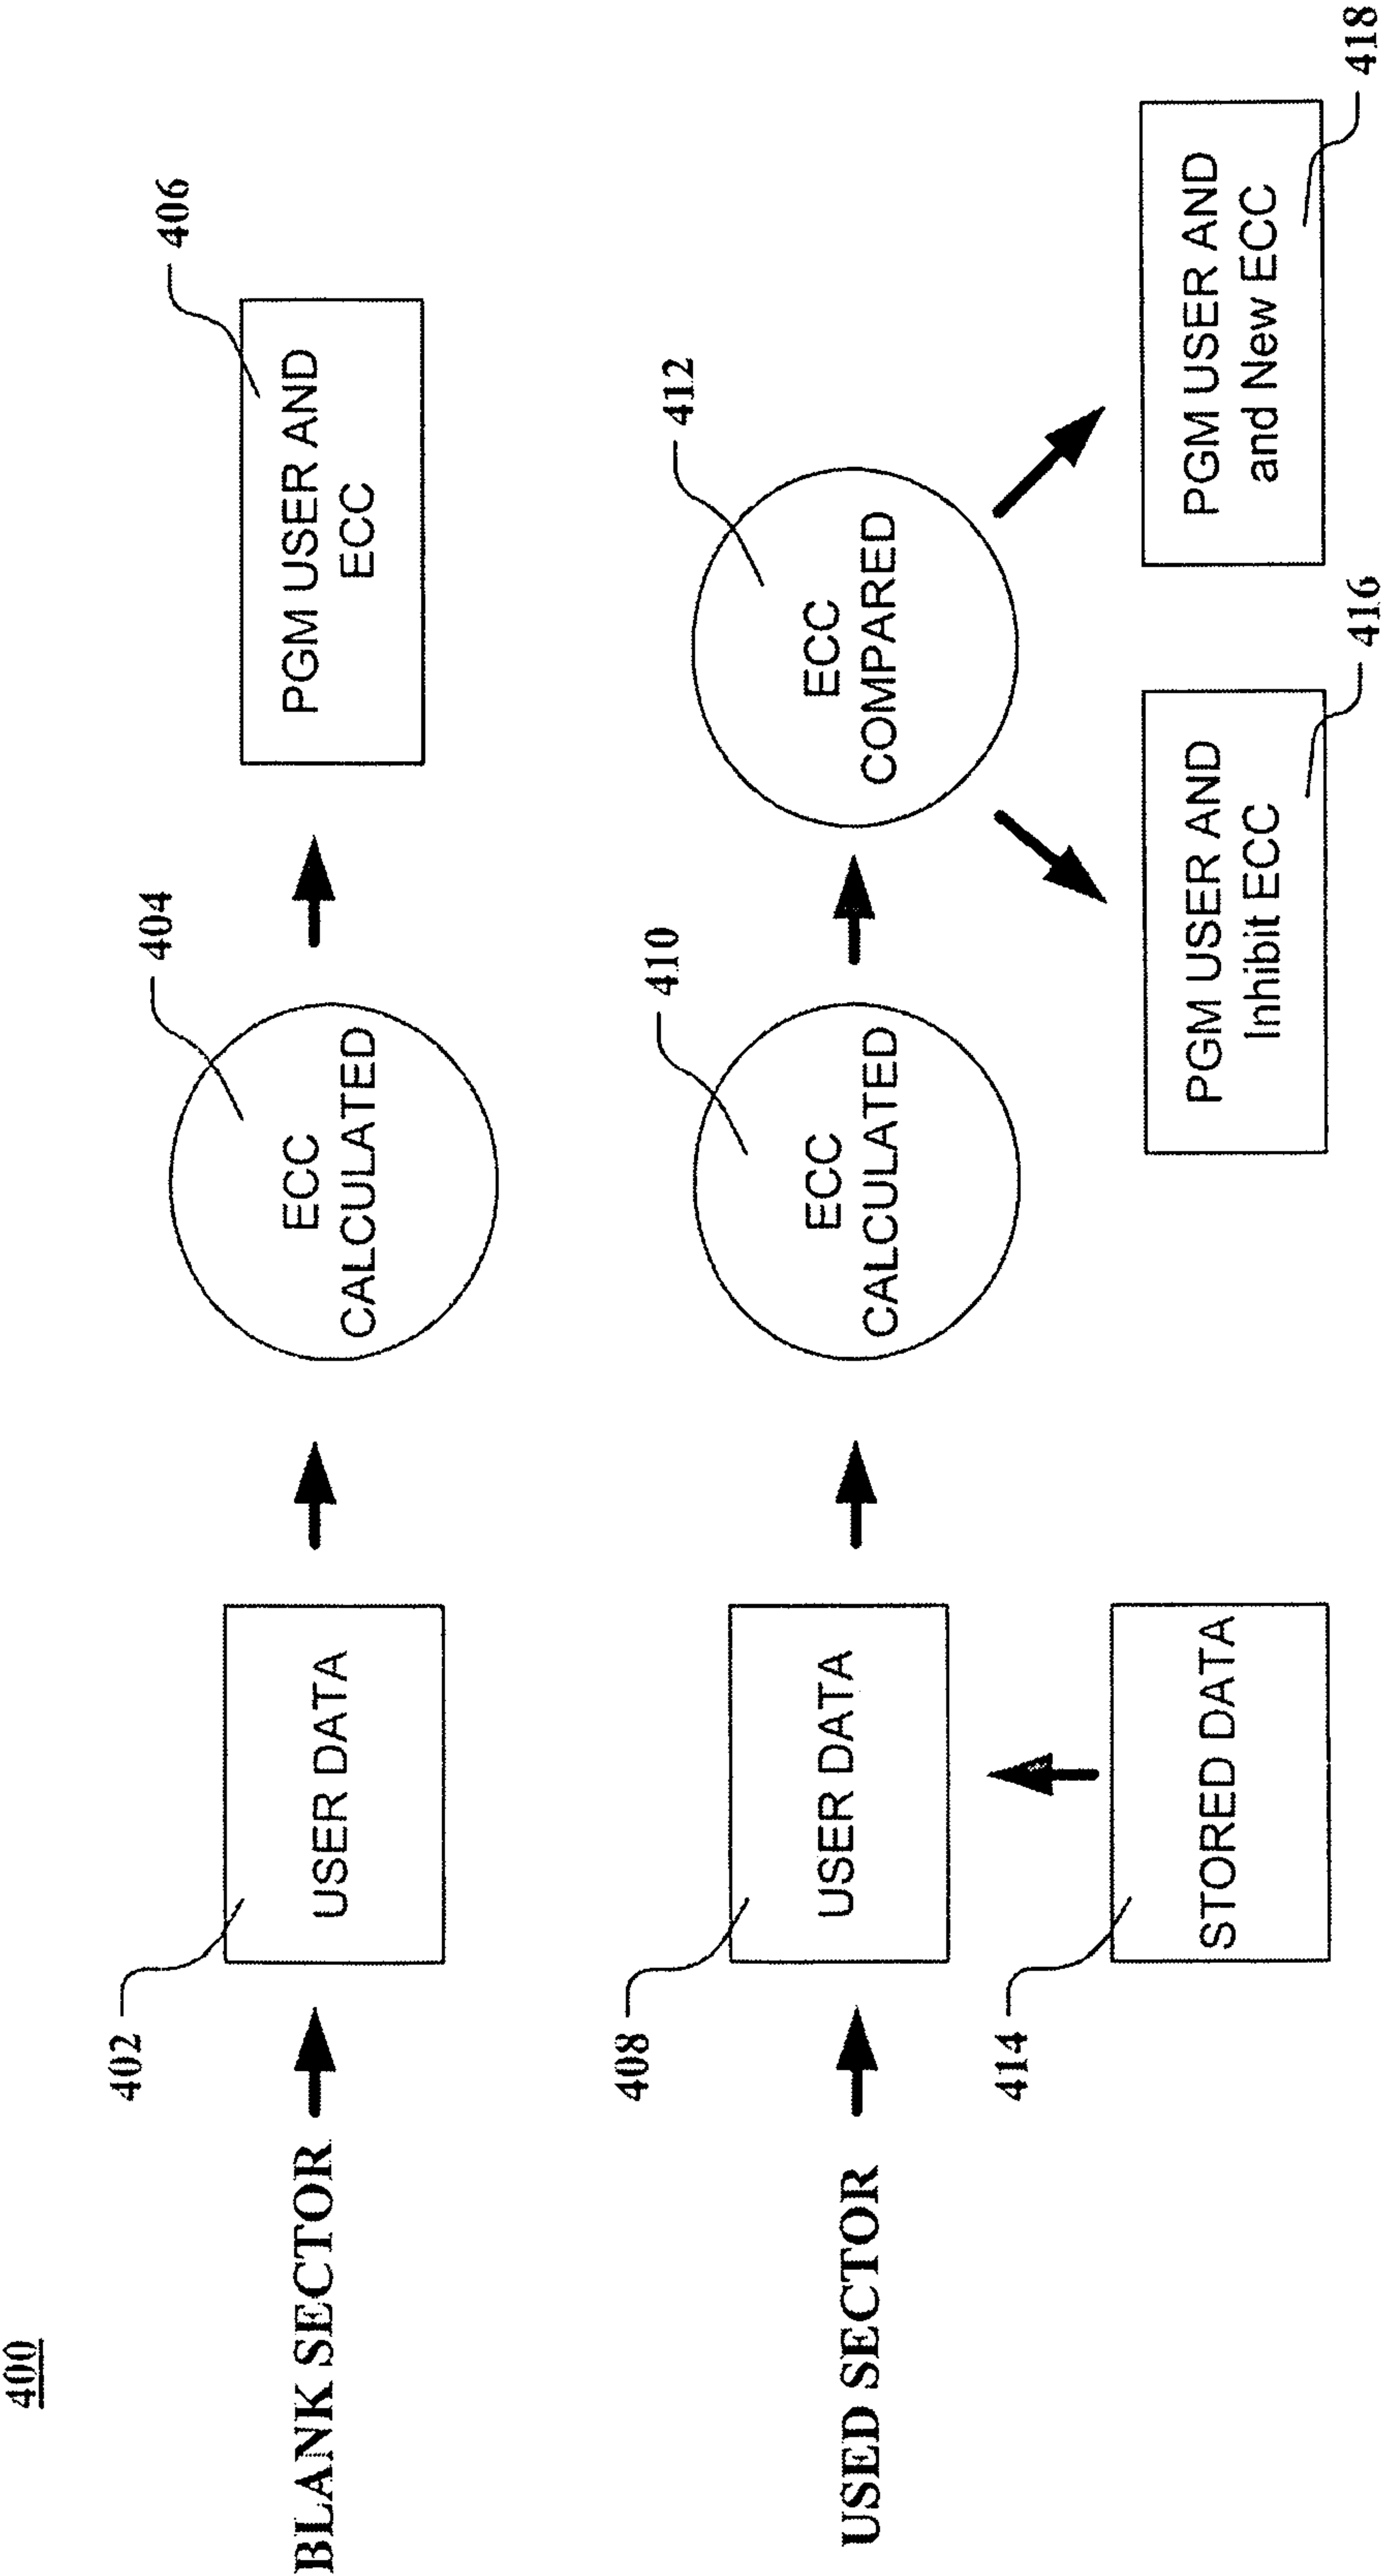 400
402
404
406
BLANK SECTOR
USER DATA
ECC
CALCULATED
PGM USER AND
ECC
408
410
412
USED SECTOR
USER DATA
ECC
CALCULATED
ECC
COMPARED
414
STORED DATA
PGM USER AND
Inhibit ECC
416
PGM USER AND
and New ECC
418